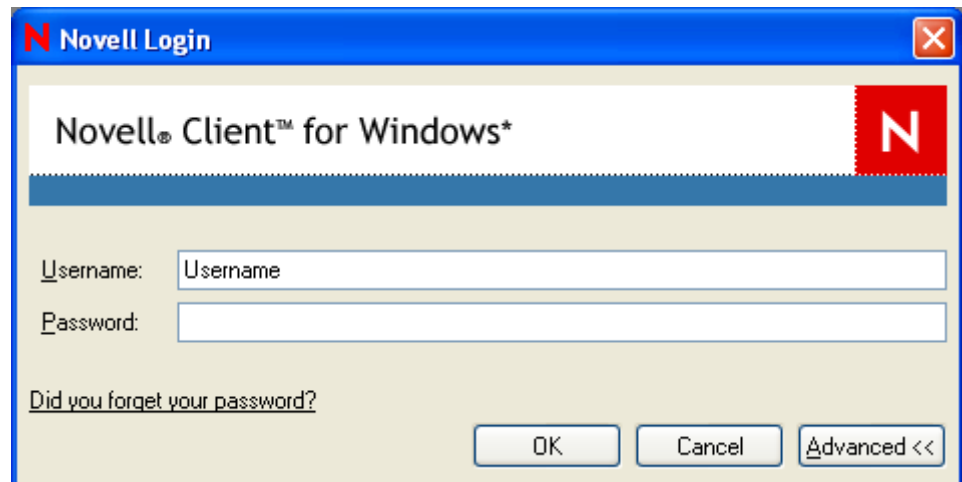 N Novell Login
Novell® Client™ for Windows*
N
Username: Username
Password:
Did you forget your password?
OK Cancel Advanced <<